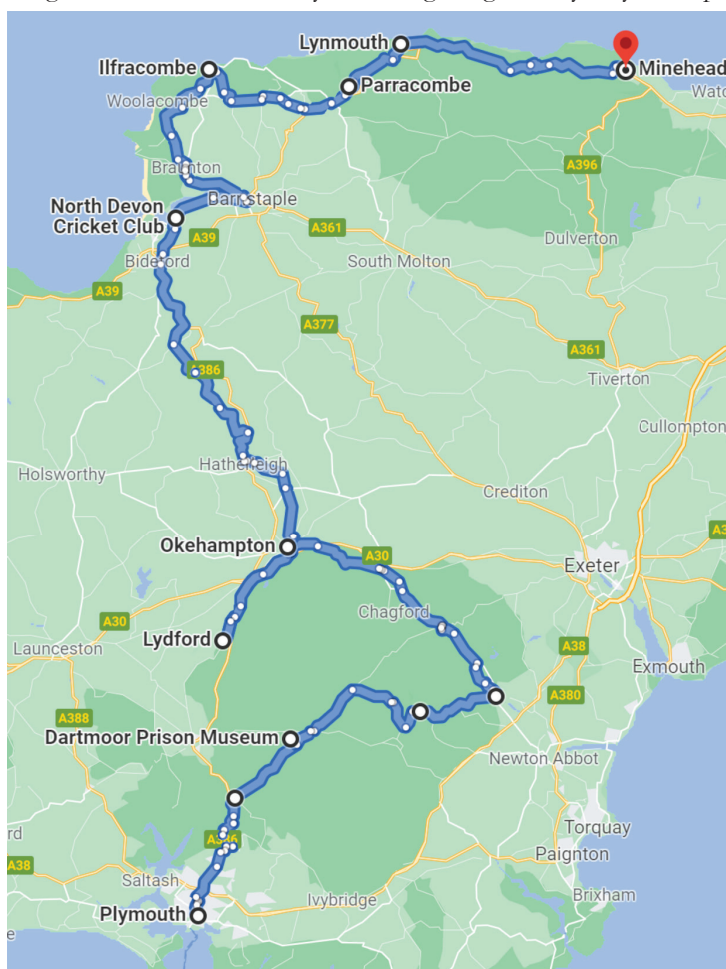 Lynmouth
Ilfracombe
Minehead
Parracombe
Woolacombe
A396
Braunton
Barnstaple
North Devon
Cricket Club
A361
A39
Dulverton
Bideford
South Molton
A39
A377
A361
A386
Tiverton
Cullompton
Hatherleigh
Holsworthy
Crediton
Okehampton
A30
Exeter
Chagford
A30
Lydford
A38
Launceston
Exmouth
A380
A388
Dartmoor Prison Museum
Newton Abbot
Torquay
A386
Paignton
A38
Saltash
Ivybridge
Brixham
Plymouth